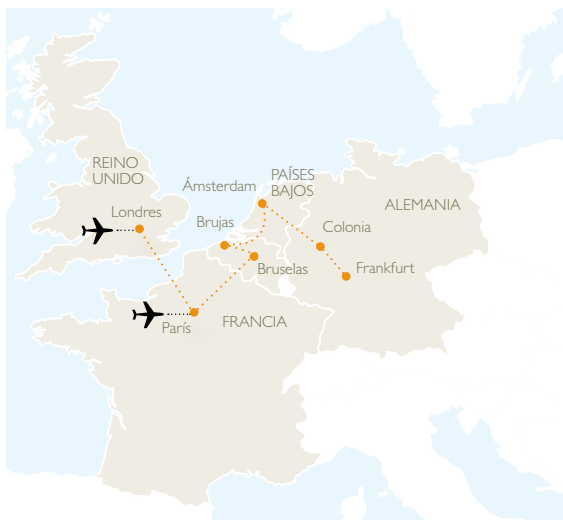 REINO
UNIDO
Londres
Ámsterdam
PAÍSES
BAJOS
ALEMANIA
Brujas
Colonia
Bruselas
Frankfurt
París
FRANCIA